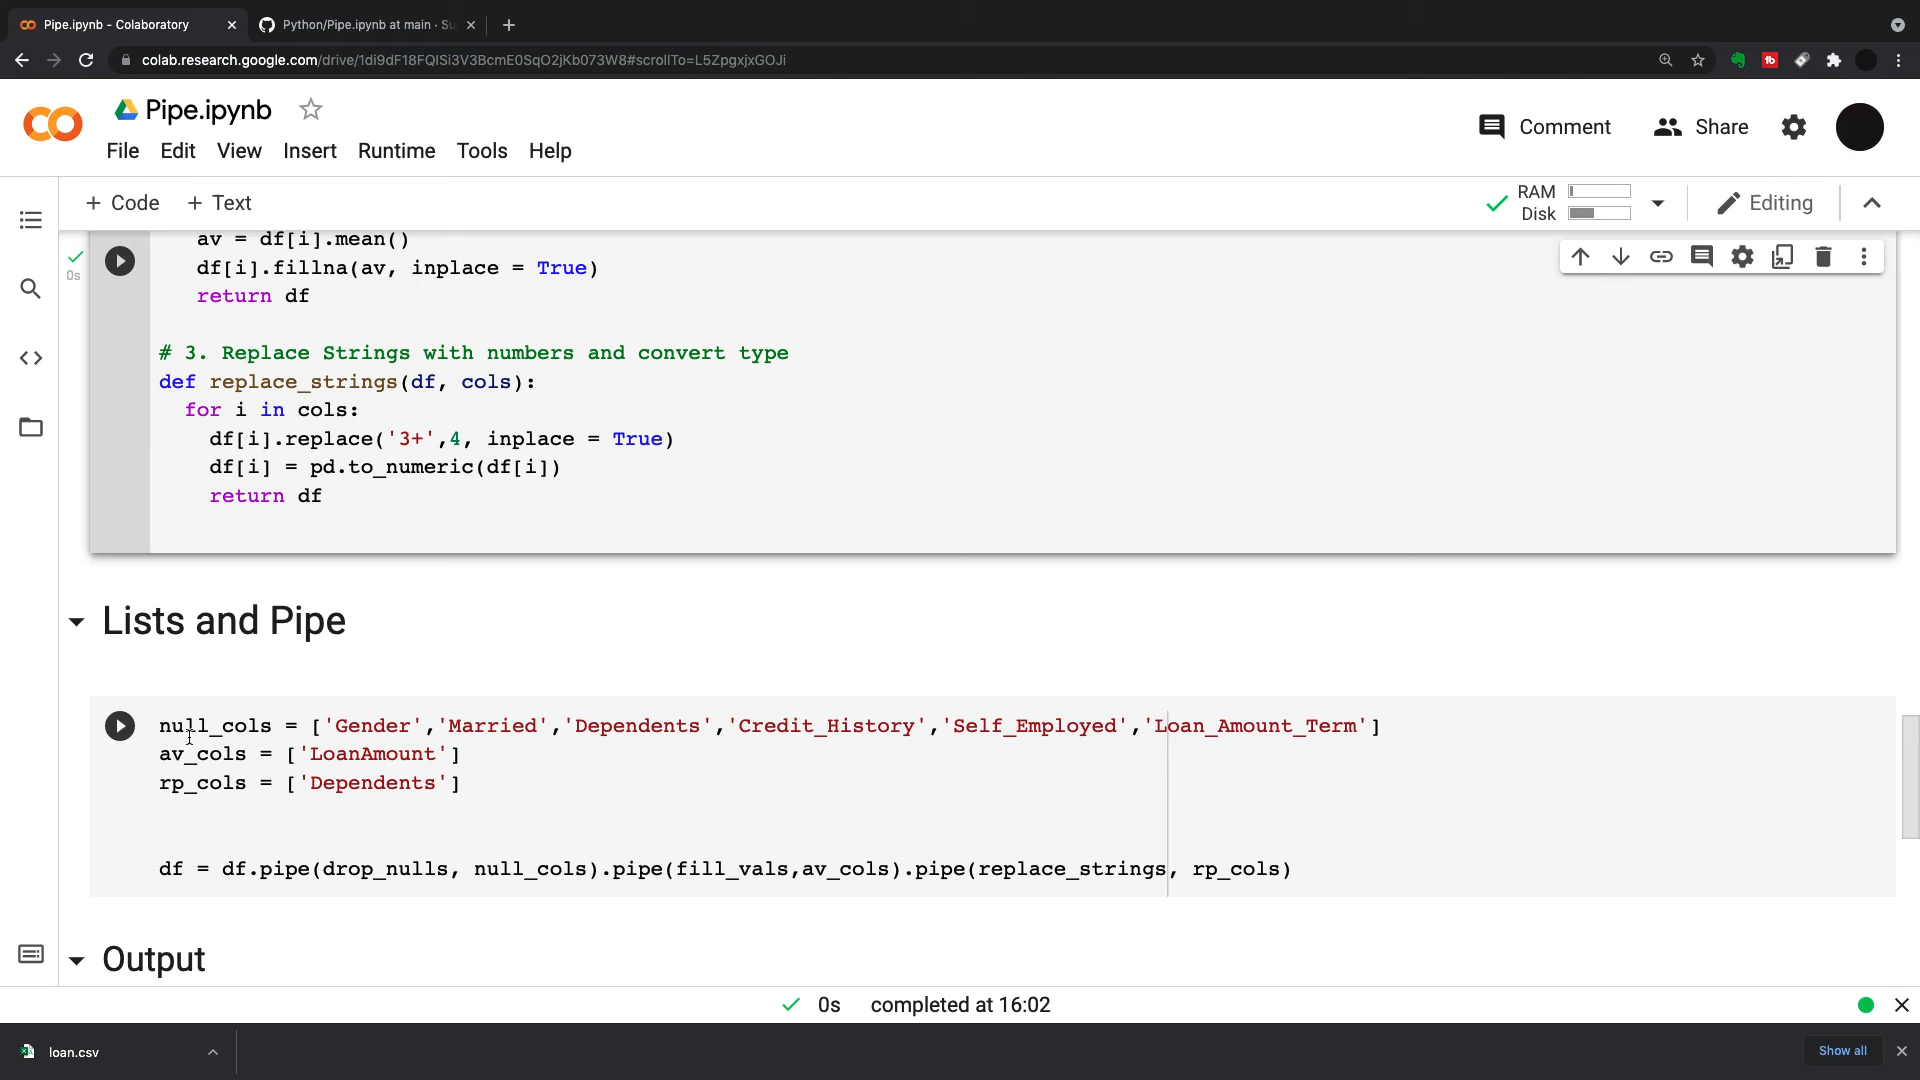 Pipe.ipynb - Colaboratory
Python/Pipe.ipynb at main · Su
colab.research.google.com/drive/1di9dF18FQISi3V3BcmE0SqO2jKb073W8#scrollTo=L5ZpgxjxGOJi
Pipe.ipynb
Comment
Share
File Edit View Insert Runtime Tools Help
+ Code + Text
RAM
Disk
Editing
0s
av = df[i].mean()
df[i].fillna(av, inplace = True)
return df
# 3. Replace Strings with numbers and convert type
def replace_strings(df, cols):
for i in cols:
df[i].replace('3+',4, inplace = True)
df[i] = pd.to_numeric(df[i])
return df
Lists and Pipe
null_cols = ['Gender','Married','Dependents','Credit_History','Self_Employed','Loan_Amount_Term']
av_cols = ['LoanAmount']
rp_cols = ['Dependents']
df = df.pipe(drop_nulls, null_cols).pipe(fill_vals,av_cols).pipe(replace_strings, rp_cols)
Output
0s completed at 16:02
loan.csv
Show all